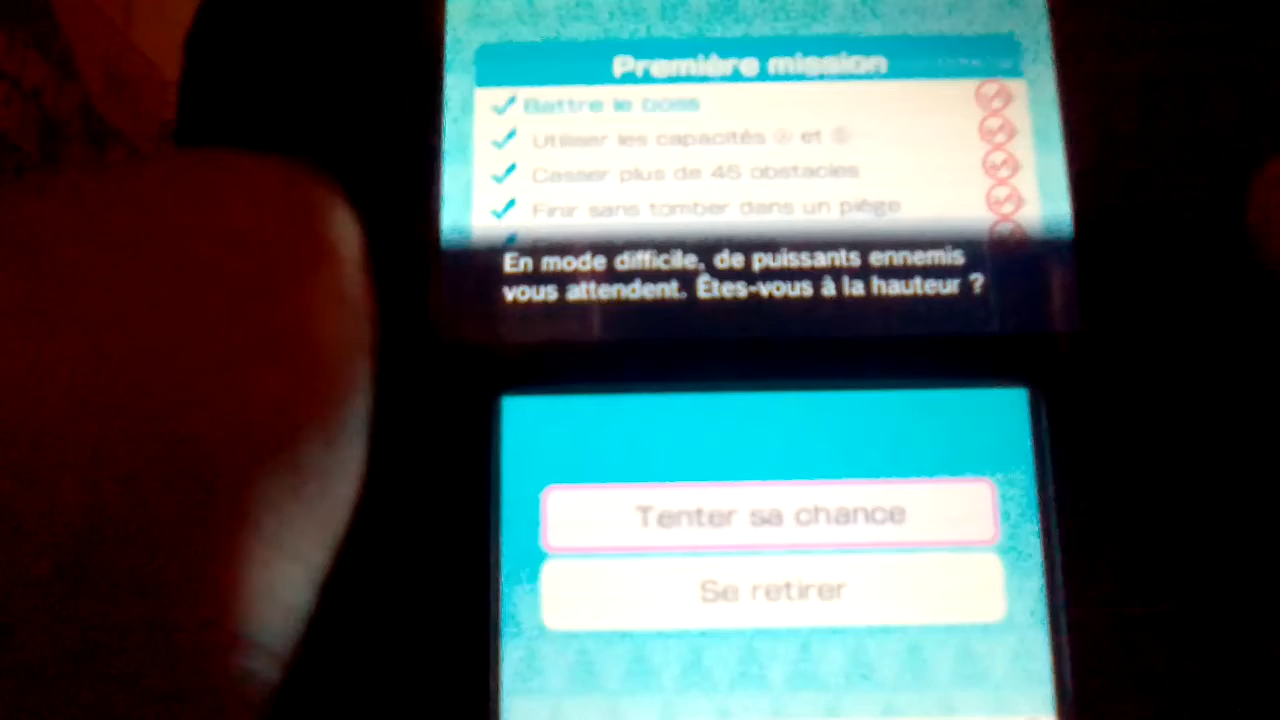 Première mission
Battre le boss
Utiliser les capacités et
Casser plus de 45 obstacles
Finir sans tomber dans un piège
En mode difficile, de puissants ennemis
vous attendent. Êtes-vous à la hauteur ?
Tenter sa chance
Se retirer